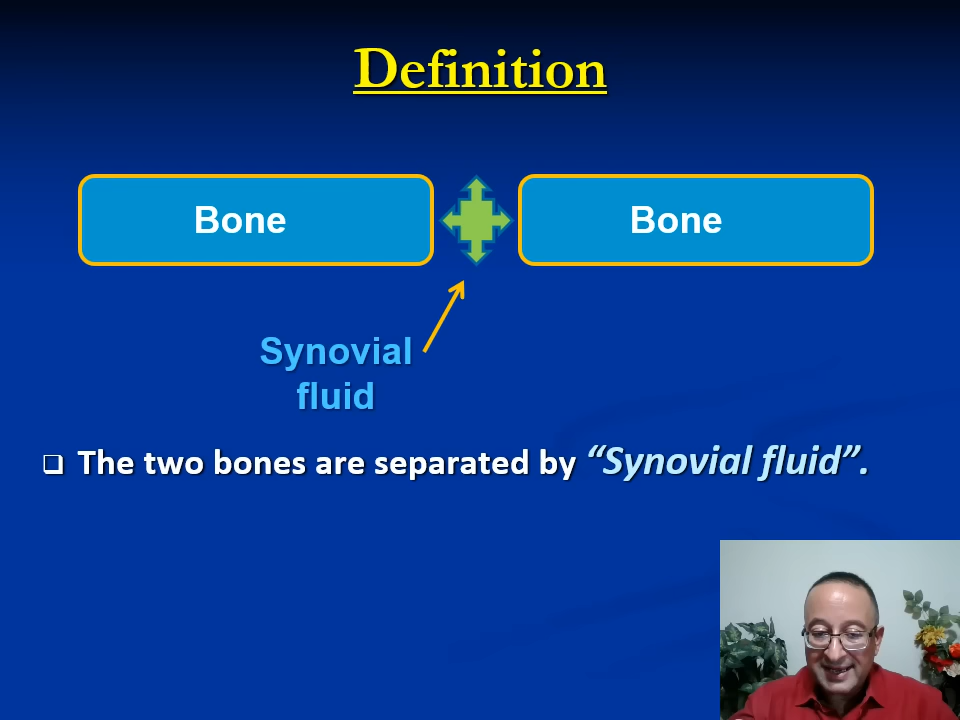 Definition
Bone
Bone
Synovial
fluid
The two bones are separated by “Synovial fluid”.